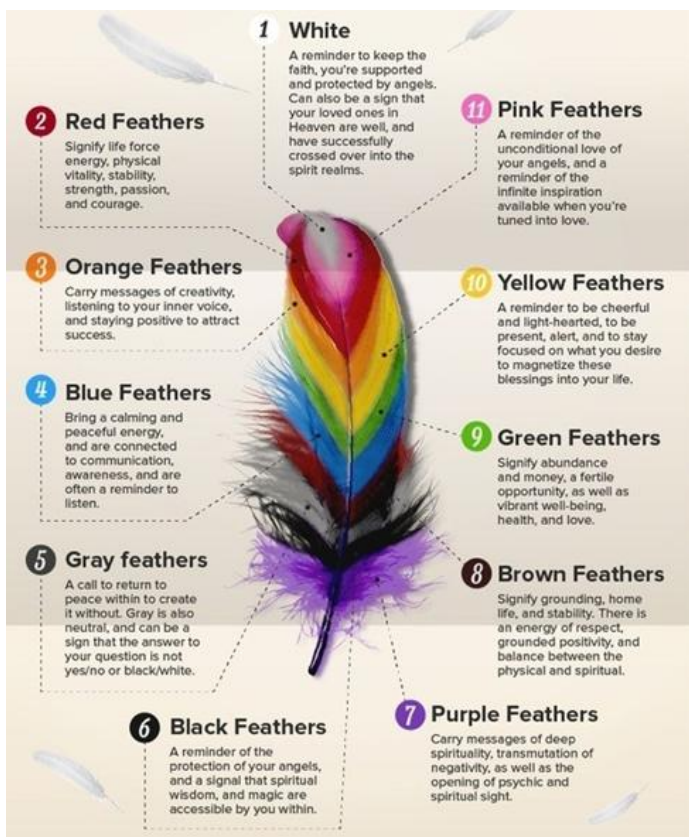 1 White
A reminder to keep the
faith, you're supported
and protected by angels.
Can also be a sign that
your loved ones in
Heaven are well, and
have successfully
crossed over into the
spirit realms.
2 Red Feathers
Signify life force
energy, physical
vitality, stability,
strength, passion,
and courage.
3 Orange Feathers
Carry messages of creativity,
listening to your inner voice,
and staying positive to attract
success.
4 Blue Feathers
Bring a calming and
peaceful energy,
and are connected
to communication,
awareness, and are
often a reminder to
listen.
5 Gray feathers
A call to return to
peace within to create
it without. Gray is also
neutral, and can be a
sign that the answer to
your question is not
yes/no or black/white.
6 Black Feathers
A reminder of the
protection of your angels,
and a signal that spiritual
wisdom, and magic are
accessible by you within.
7 Purple Feathers
Carry messages of deep
spirituality, transmutation of
negativity, as well as the
opening of psychic and
spiritual sight.
8 Brown Feathers
Signify grounding, home
life, and stability. There is
an energy of respect,
grounded positivity, and
balance between the
physical and spiritual.
9 Green Feathers
Signify abundance
and money, a fertile
opportunity, as well as
vibrant well-being,
health, and love.
10 Yellow Feathers
A reminder to be cheerful
and light-hearted, to be
present, alert, and to stay
focused on what you desire
to magnetize these
blessings into your life.
11 Pink Feathers
A reminder of the
unconditional love of
your angels, and a
reminder of the
infinite inspiration
available when you're
tuned into love.